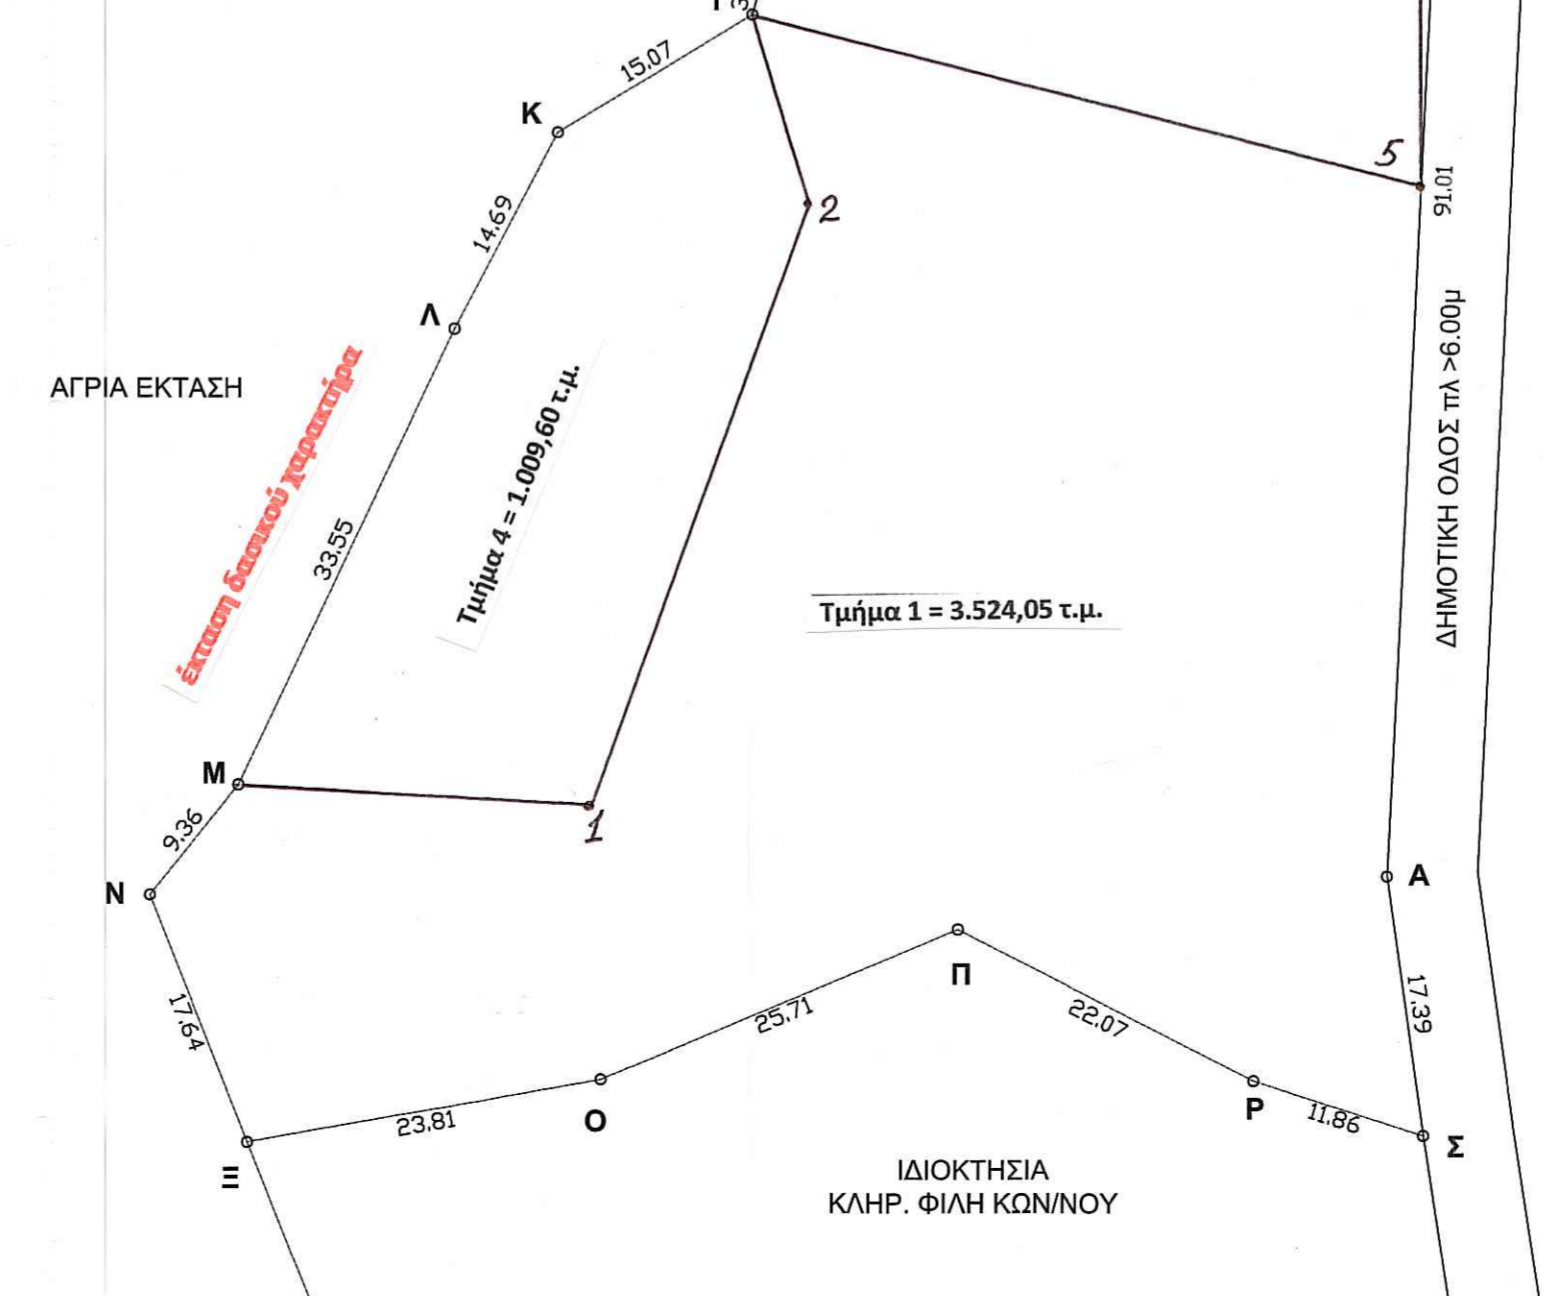 15.07
Κ
5
91.01
2
14.69
Λ
ΑΓΡΙΑ ΕΚΤΑΣΗ
έκταση δασικού χαρακτήρα
33.55
Τμήμα 4 = 1.009,60 τ.μ.
Τμήμα 1 = 3.524,05 τ.μ.
ΔΗΜΟΤΙΚΗ ΟΔΟΣ πλ >6.00μ
Μ
1
9.36
Ν
Α
Π
17.64
25.71
22.07
17.39
23.81
Ο
Ρ
11.86
Σ
Ξ
ΙΔΙΟΚΤΗΣΙΑ
ΚΛΗΡ. ΦΙΛΗ ΚΩΝ/ΝΟΥ